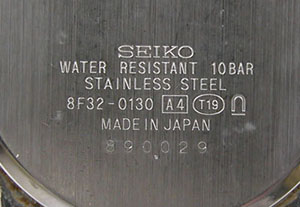 SEIKO
WATER RESISTANT 10BAR
STAINLESS STEEL
8F32-0130 A4 T19
MADE IN JAPAN
890029